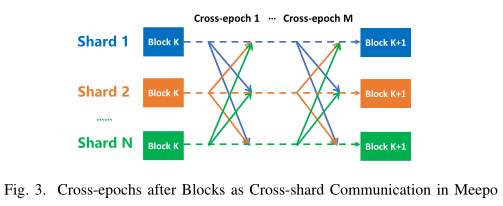 Cross-epoch 1 ··· Cross-epoch M
Shard 1 Block K Block K+1
Shard 2 Block K Block K+1
......
Shard N Block K Block K+1
Fig. 3. Cross-epochs after Blocks as Cross-shard Communication in Meepo